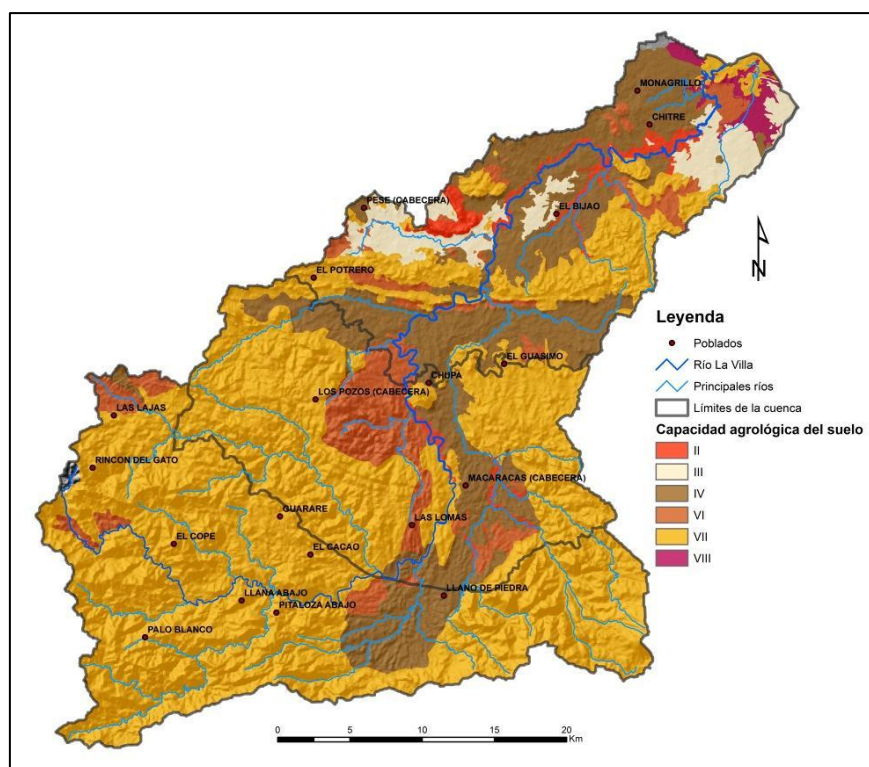 MONAGRILLO
CHITRE
PESE (CABECERA)
EL BIJAO
N
EL POTRERO
Leyenda
Poblados
Río La Villa
Principales ríos
Límites de la cuenca
Capacidad agrológica del suelo
II
III
IV
VI
VII
VIII
EL GUASIMO
CHUPA
LOS POZOS (CABECERA)
LAS LAJAS
RINCON DEL GATO
MACARACAS (CABECERA)
GUARARE
LAS LOMAS
EL COPE
EL CACAO
LLANA ABAJO
LLANO DE PIEDRA
PITALOZA ABAJO
PALO BLANCO
0 5 10 15 20
Km